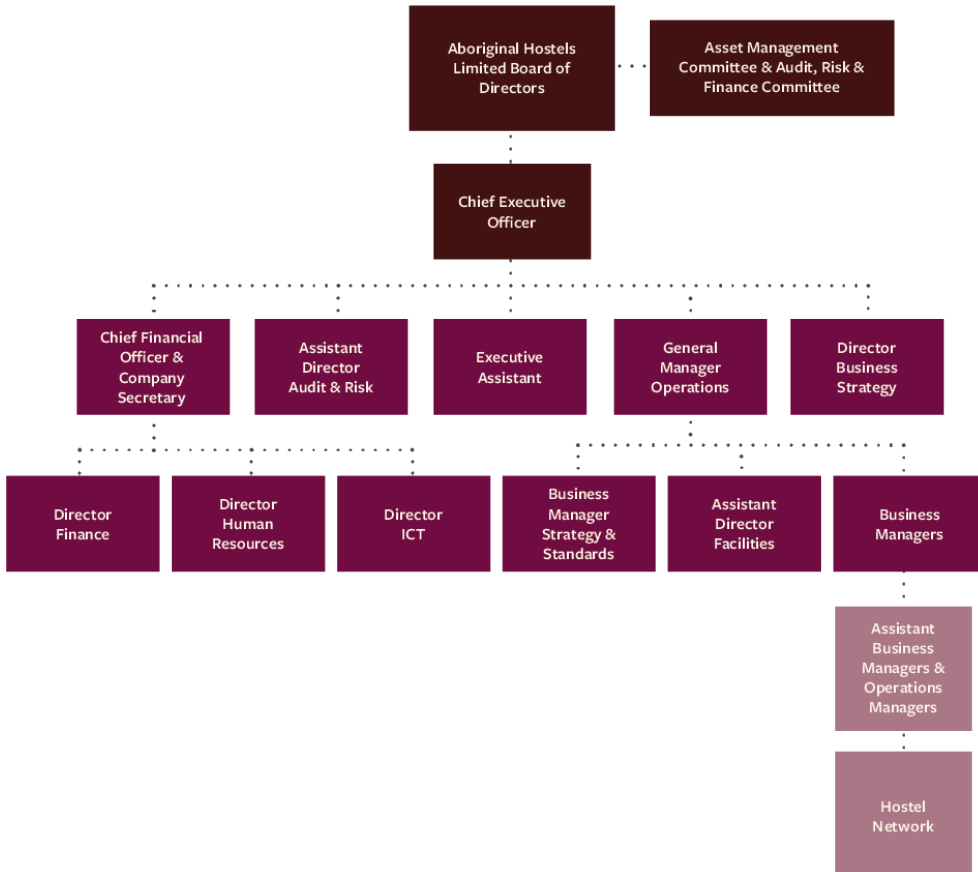 Aboriginal Hostels
Limited Board of
Directors
Asset Management
Committee & Audit, Risk &
Finance Committee
Chief Executive
Officer
Chief Financial
Officer &
Company
Secretary
Assistant
Director
Audit & Risk
Executive
Assistant
General
Manager
Operations
Director
Business
Strategy
Director
Finance
Director
Human
Resources
Director
ICT
Business
Manager
Strategy &
Standards
Assistant
Director
Facilities
Business
Managers
Assistant
Business
Managers &
Operations
Managers
Hostel
Network